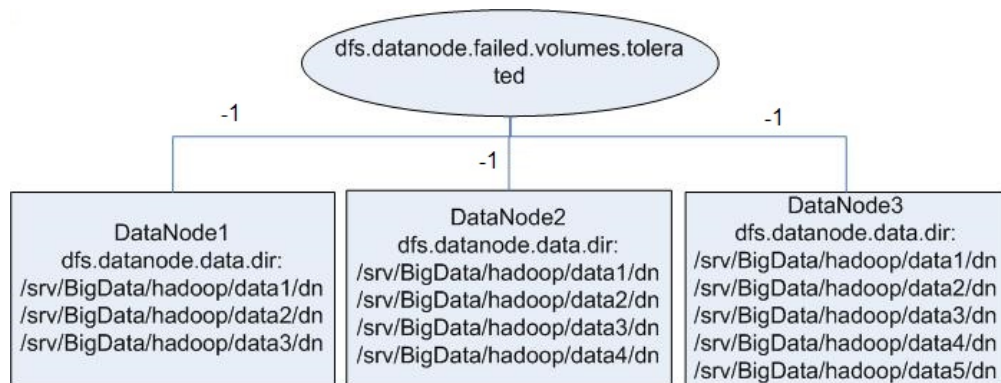 dfs.datanode.failed.volumes.tolera
ted
-1
-1
-1
DataNode1
dfs.datanode.data.dir:
/srv/BigData/hadoop/data1/dn
/srv/BigData/hadoop/data2/dn
/srv/BigData/hadoop/data3/dn
DataNode2
dfs.datanode.data.dir:
/srv/BigData/hadoop/data1/dn
/srv/BigData/hadoop/data2/dn
/srv/BigData/hadoop/data3/dn
/srv/BigData/hadoop/data4/dn
DataNode3
dfs.datanode.data.dir:
/srv/BigData/hadoop/data1/dn
/srv/BigData/hadoop/data2/dn
/srv/BigData/hadoop/data3/dn
/srv/BigData/hadoop/data4/dn
/srv/BigData/hadoop/data5/dn